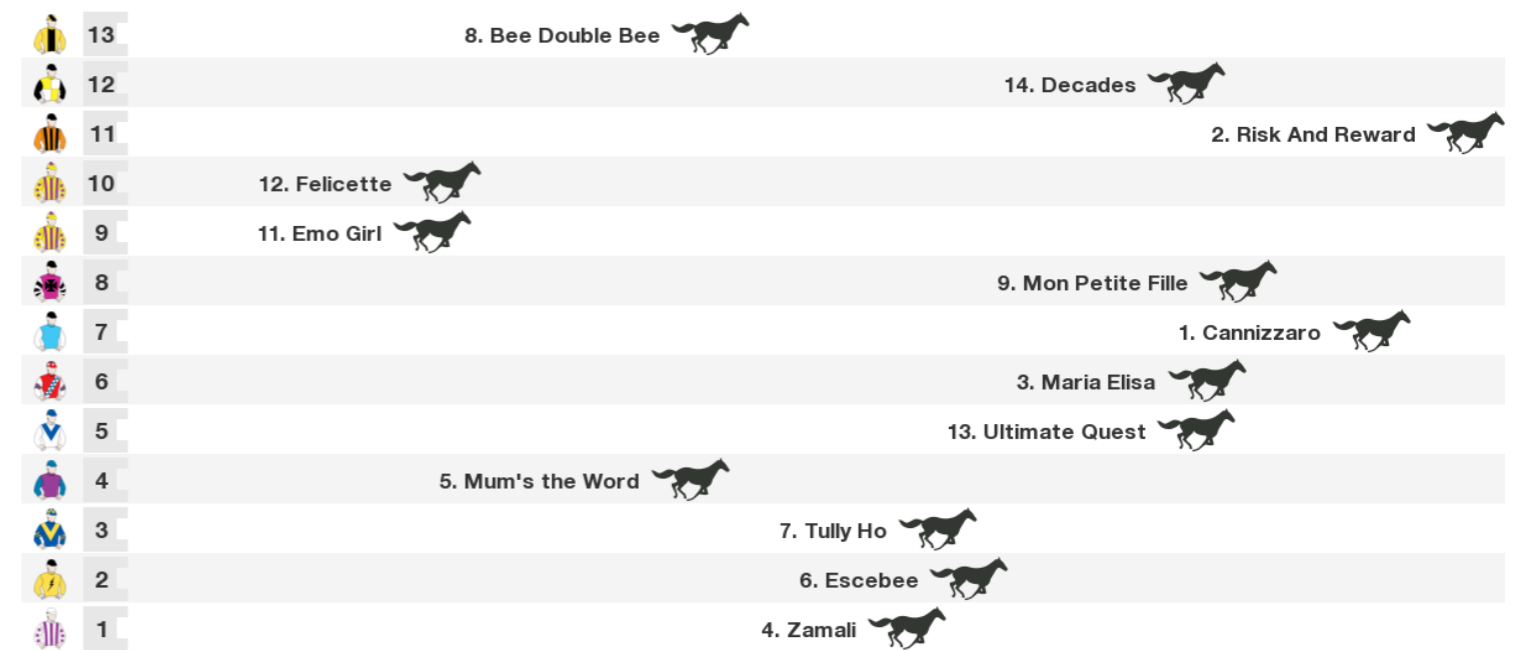 13 8. Bee Double Bee
12 14. Decades
11 2. Risk And Reward
10 12. Felicette
9 11. Emo Girl
8 9. Mon Petite Fille
7 1. Cannizzaro
6 3. Maria Elisa
5 13. Ultimate Quest
4 5. Mum's the Word
3 7. Tully Ho
2 6. Escebee
1 4. Zamali